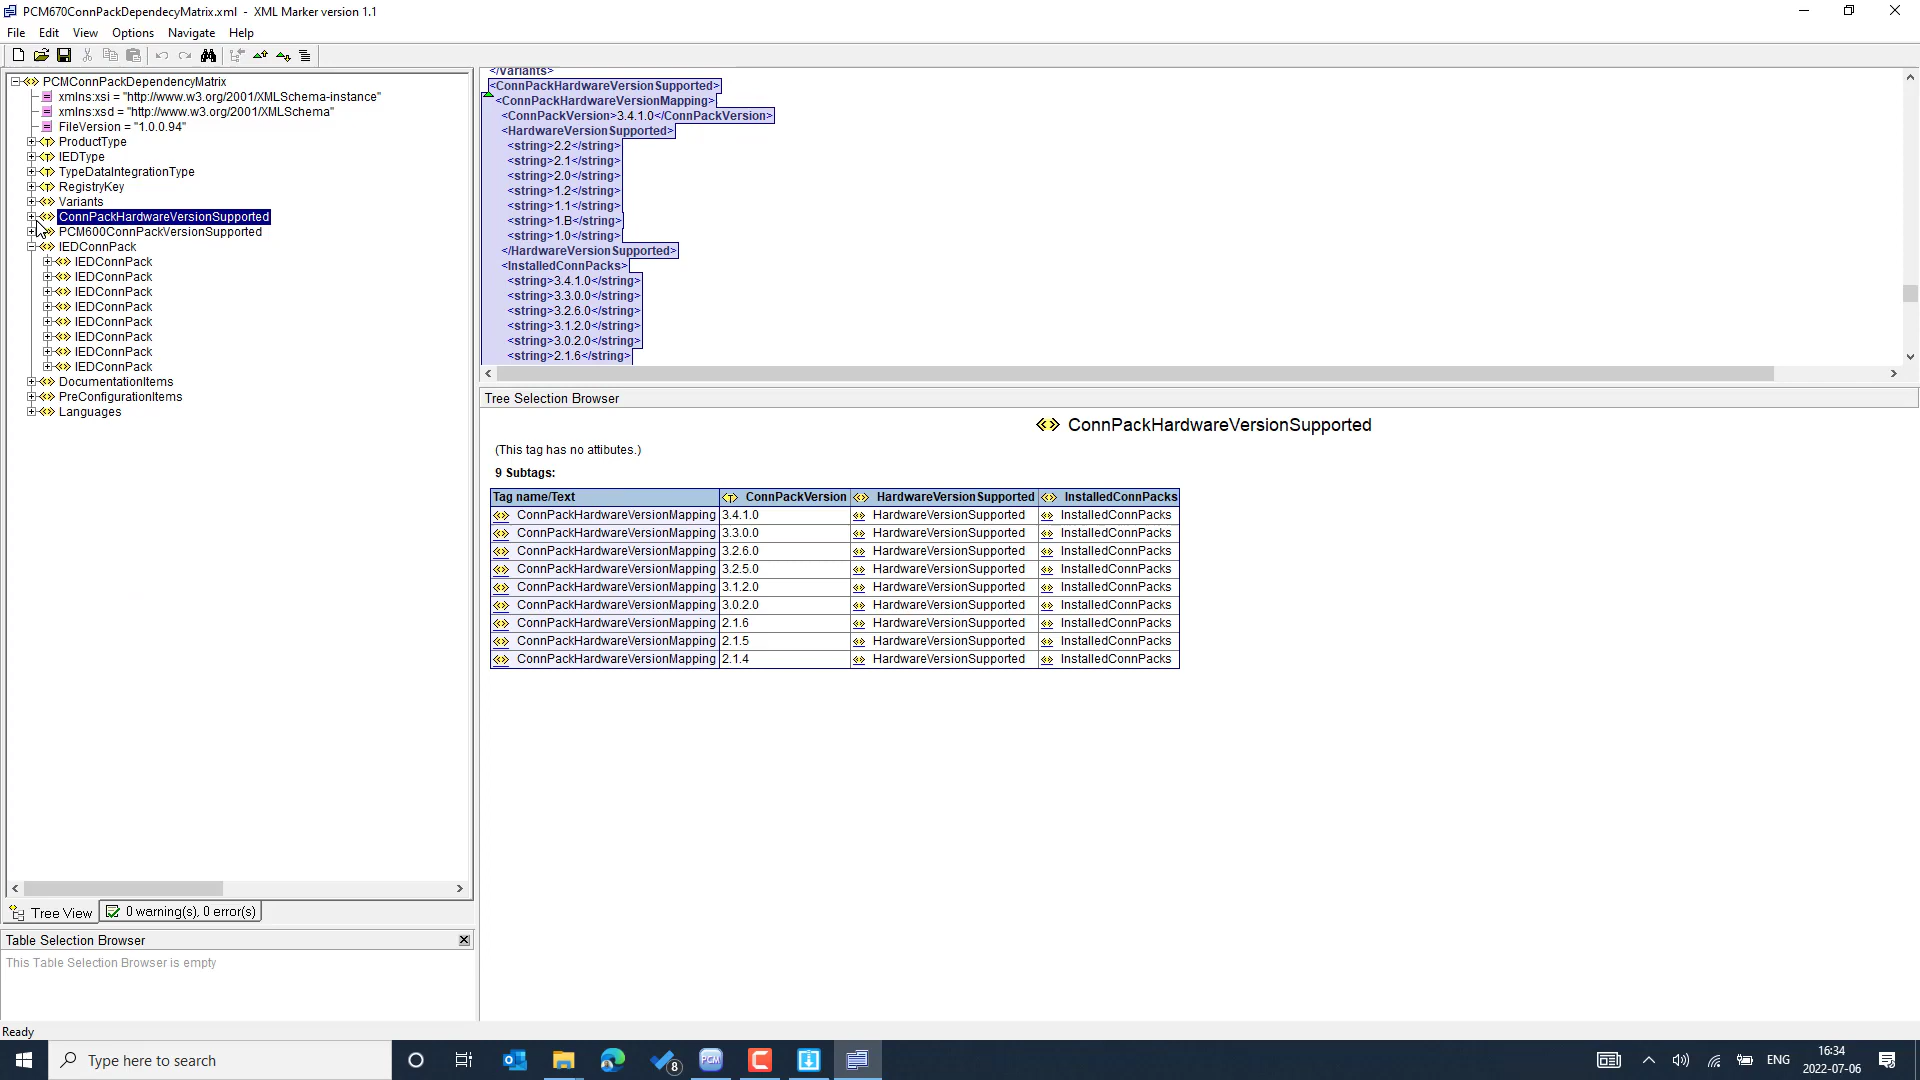 PCM670ConnPackDependecyMatrix.xml - XML Marker version 1.1
File Edit View Options Navigate Help
PCMConnPackDependencyMatrix
xmlns:xsi = "http://www.w3.org/2001/XMLSchema-instance"
xmlns:xsd = "http://www.w3.org/2001/XMLSchema"
FileVersion = "1.0.0.94"
ProductType
IEDType
TypeDataIntegrationType
RegistryKey
Variants
ConnPackHardwareVersionSupported
PCM600ConnPackVersionSupported
IEDConnPack
IEDConnPack
IEDConnPack
IEDConnPack
IEDConnPack
IEDConnPack
IEDConnPack
IEDConnPack
IEDConnPack
DocumentationItems
PreConfigurationItems
Languages
Tree View 0 warning(s), 0 error(s)
Table Selection Browser
This Table Selection Browser is empty
</Variants>
<ConnPackHardwareVersionSupported>
<ConnPackHardwareVersionMapping>
<ConnPackVersion>3.4.1.0</ConnPackVersion>
<HardwareVersionSupported>
<string>2.2</string>
<string>2.1</string>
<string>2.0</string>
<string>1.2</string>
<string>1.1</string>
<string>1.B</string>
<string>1.0</string>
</HardwareVersionSupported>
<InstalledConnPacks>
<string>3.4.1.0</string>
<string>3.3.0.0</string>
<string>3.2.6.0</string>
<string>3.1.2.0</string>
<string>3.0.2.0</string>
<string>2.1.6</string>
Tree Selection Browser
ConnPackHardwareVersionSupported
(This tag has no attibutes.)
9 Subtags:
Tag name/Text ConnPackVersion HardwareVersionSupported InstalledConnPacks
ConnPackHardwareVersionMapping 3.4.1.0 HardwareVersionSupported InstalledConnPacks
ConnPackHardwareVersionMapping 3.3.0.0 HardwareVersionSupported InstalledConnPacks
ConnPackHardwareVersionMapping 3.2.6.0 HardwareVersionSupported InstalledConnPacks
ConnPackHardwareVersionMapping 3.2.5.0 HardwareVersionSupported InstalledConnPacks
ConnPackHardwareVersionMapping 3.1.2.0 HardwareVersionSupported InstalledConnPacks
ConnPackHardwareVersionMapping 3.0.2.0 HardwareVersionSupported InstalledConnPacks
ConnPackHardwareVersionMapping 2.1.6 HardwareVersionSupported InstalledConnPacks
ConnPackHardwareVersionMapping 2.1.5 HardwareVersionSupported InstalledConnPacks
ConnPackHardwareVersionMapping 2.1.4 HardwareVersionSupported InstalledConnPacks
Ready
Type here to search
8
PCM
ENG
16:34
2022-07-06